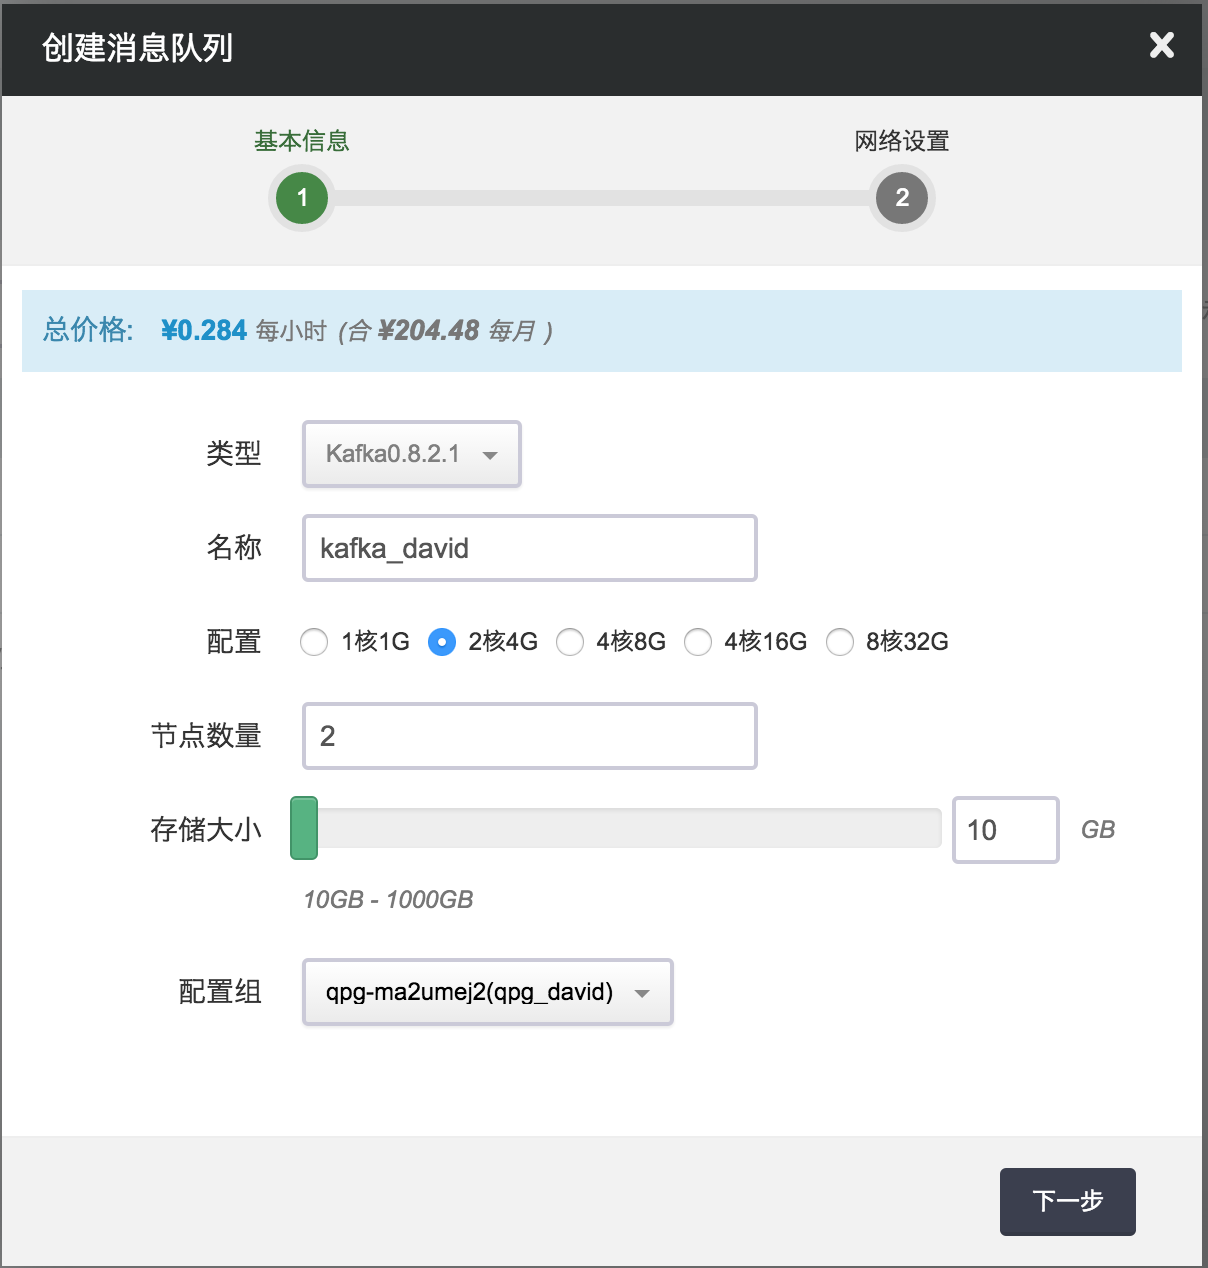 创建消息队列
基本信息
网络设置
1
2
总价格: ¥0.284 每小时 (合 ¥204.48 每月 )
类型 Kafka0.8.2.1
名称 kafka_david
配置 1核1G 2核4G 4核8G 4核16G 8核32G
节点数量 2
存储大小 10 GB
10GB - 1000GB
配置组 qpg-ma2umej2(qpg_david)
下一步